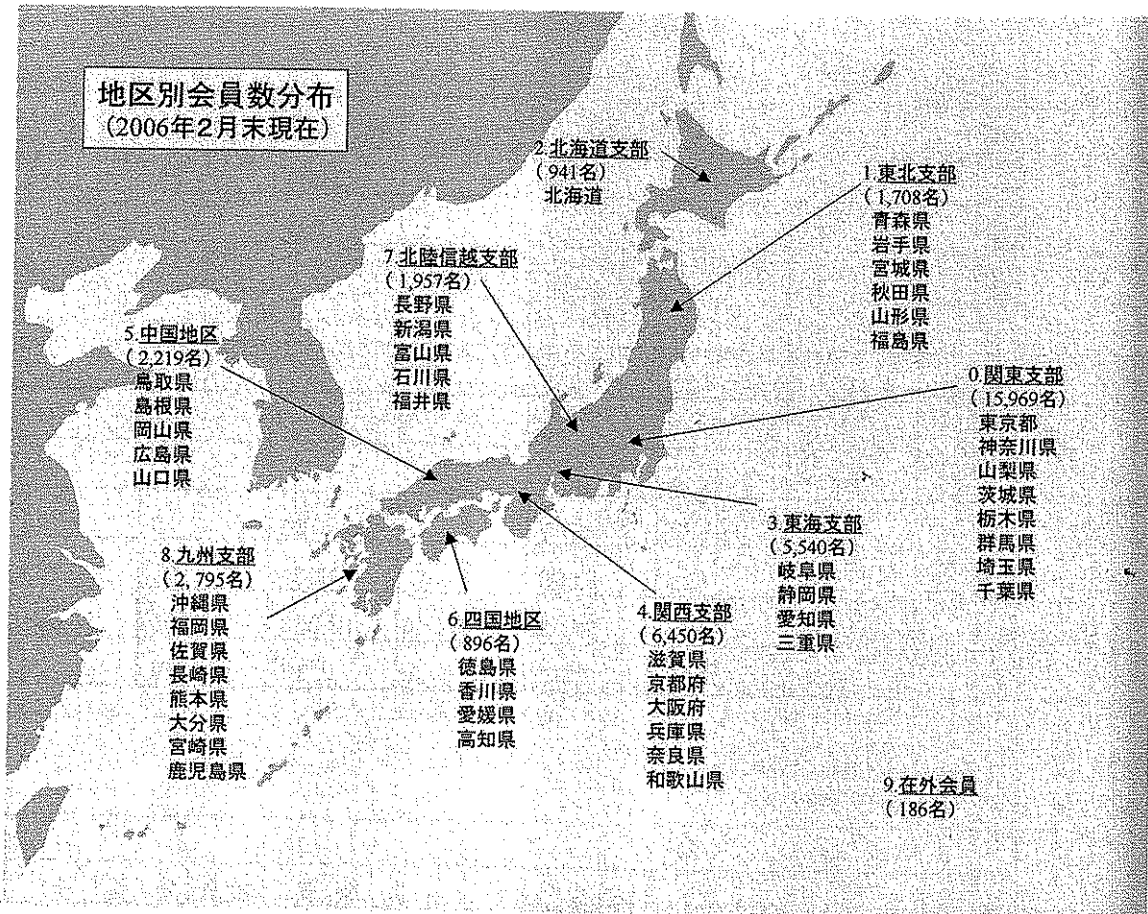 地区別会員数分布
(2006年2月末現在)
2.北海道支部
(941名)
北海道
1.東北支部
(1,708名)
青森県
岩手県
宮城県
秋田県
山形県
福島県
7.北陸信越支部
(1,957名)
長野県
新潟県
富山県
石川県
福井県
5.中国地区
(2,219名)
鳥取県
島根県
岡山県
広島県
山口県
0.関東支部
(15,969名)
東京都
神奈川県
山梨県
茨城県
栃木県
群馬県
埼玉県
千葉県
3.東海支部
(5,540名)
岐阜県
静岡県
愛知県
三重県
8.九州支部
(2,795名)
沖縄県
福岡県
佐賀県
長崎県
熊本県
大分県
宮崎県
鹿児島県
6.四国地区
(896名)
徳島県
香川県
愛媛県
高知県
4.関西支部
(6,450名)
滋賀県
京都府
大阪府
兵庫県
奈良県
和歌山県
9.在外会員
(186名)